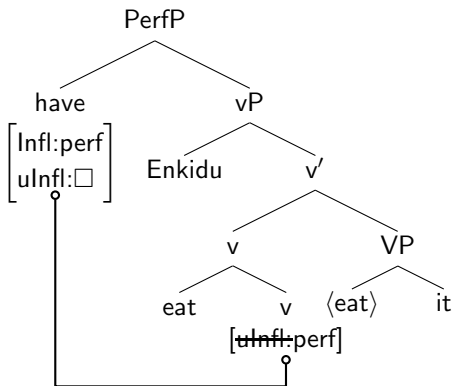 PerfP
have vP
[Infl:perf
uInfl:□]
Enkidu v′
v VP
eat v ⟨eat⟩ it
[uInfl:perf]